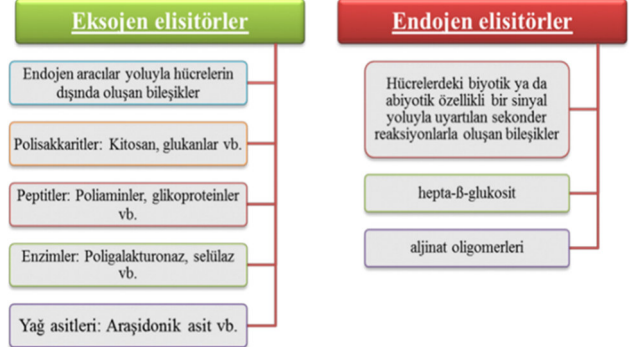 Eksojen elisitörler
Endojen aracılar yoluyla hücrelerin
dışında oluşan bileşikler
Polisakkaritler: Kitosan, glukanlar vb.
Peptitler: Poliaminler, glikoproteinler
vb.
Enzimler: Poligalakturonaz, selülaz
vb.
Yağ asitleri: Araşidonik asit vb.
Endojen elisitörler
Hücrelerdeki biyotik ya da
abiyotik özellikli bir sinyal
yoluyla uyartılan sekonder
reaksiyonlarla oluşan bileşikler
hepta-ß-glukosit
aljinat oligomerleri